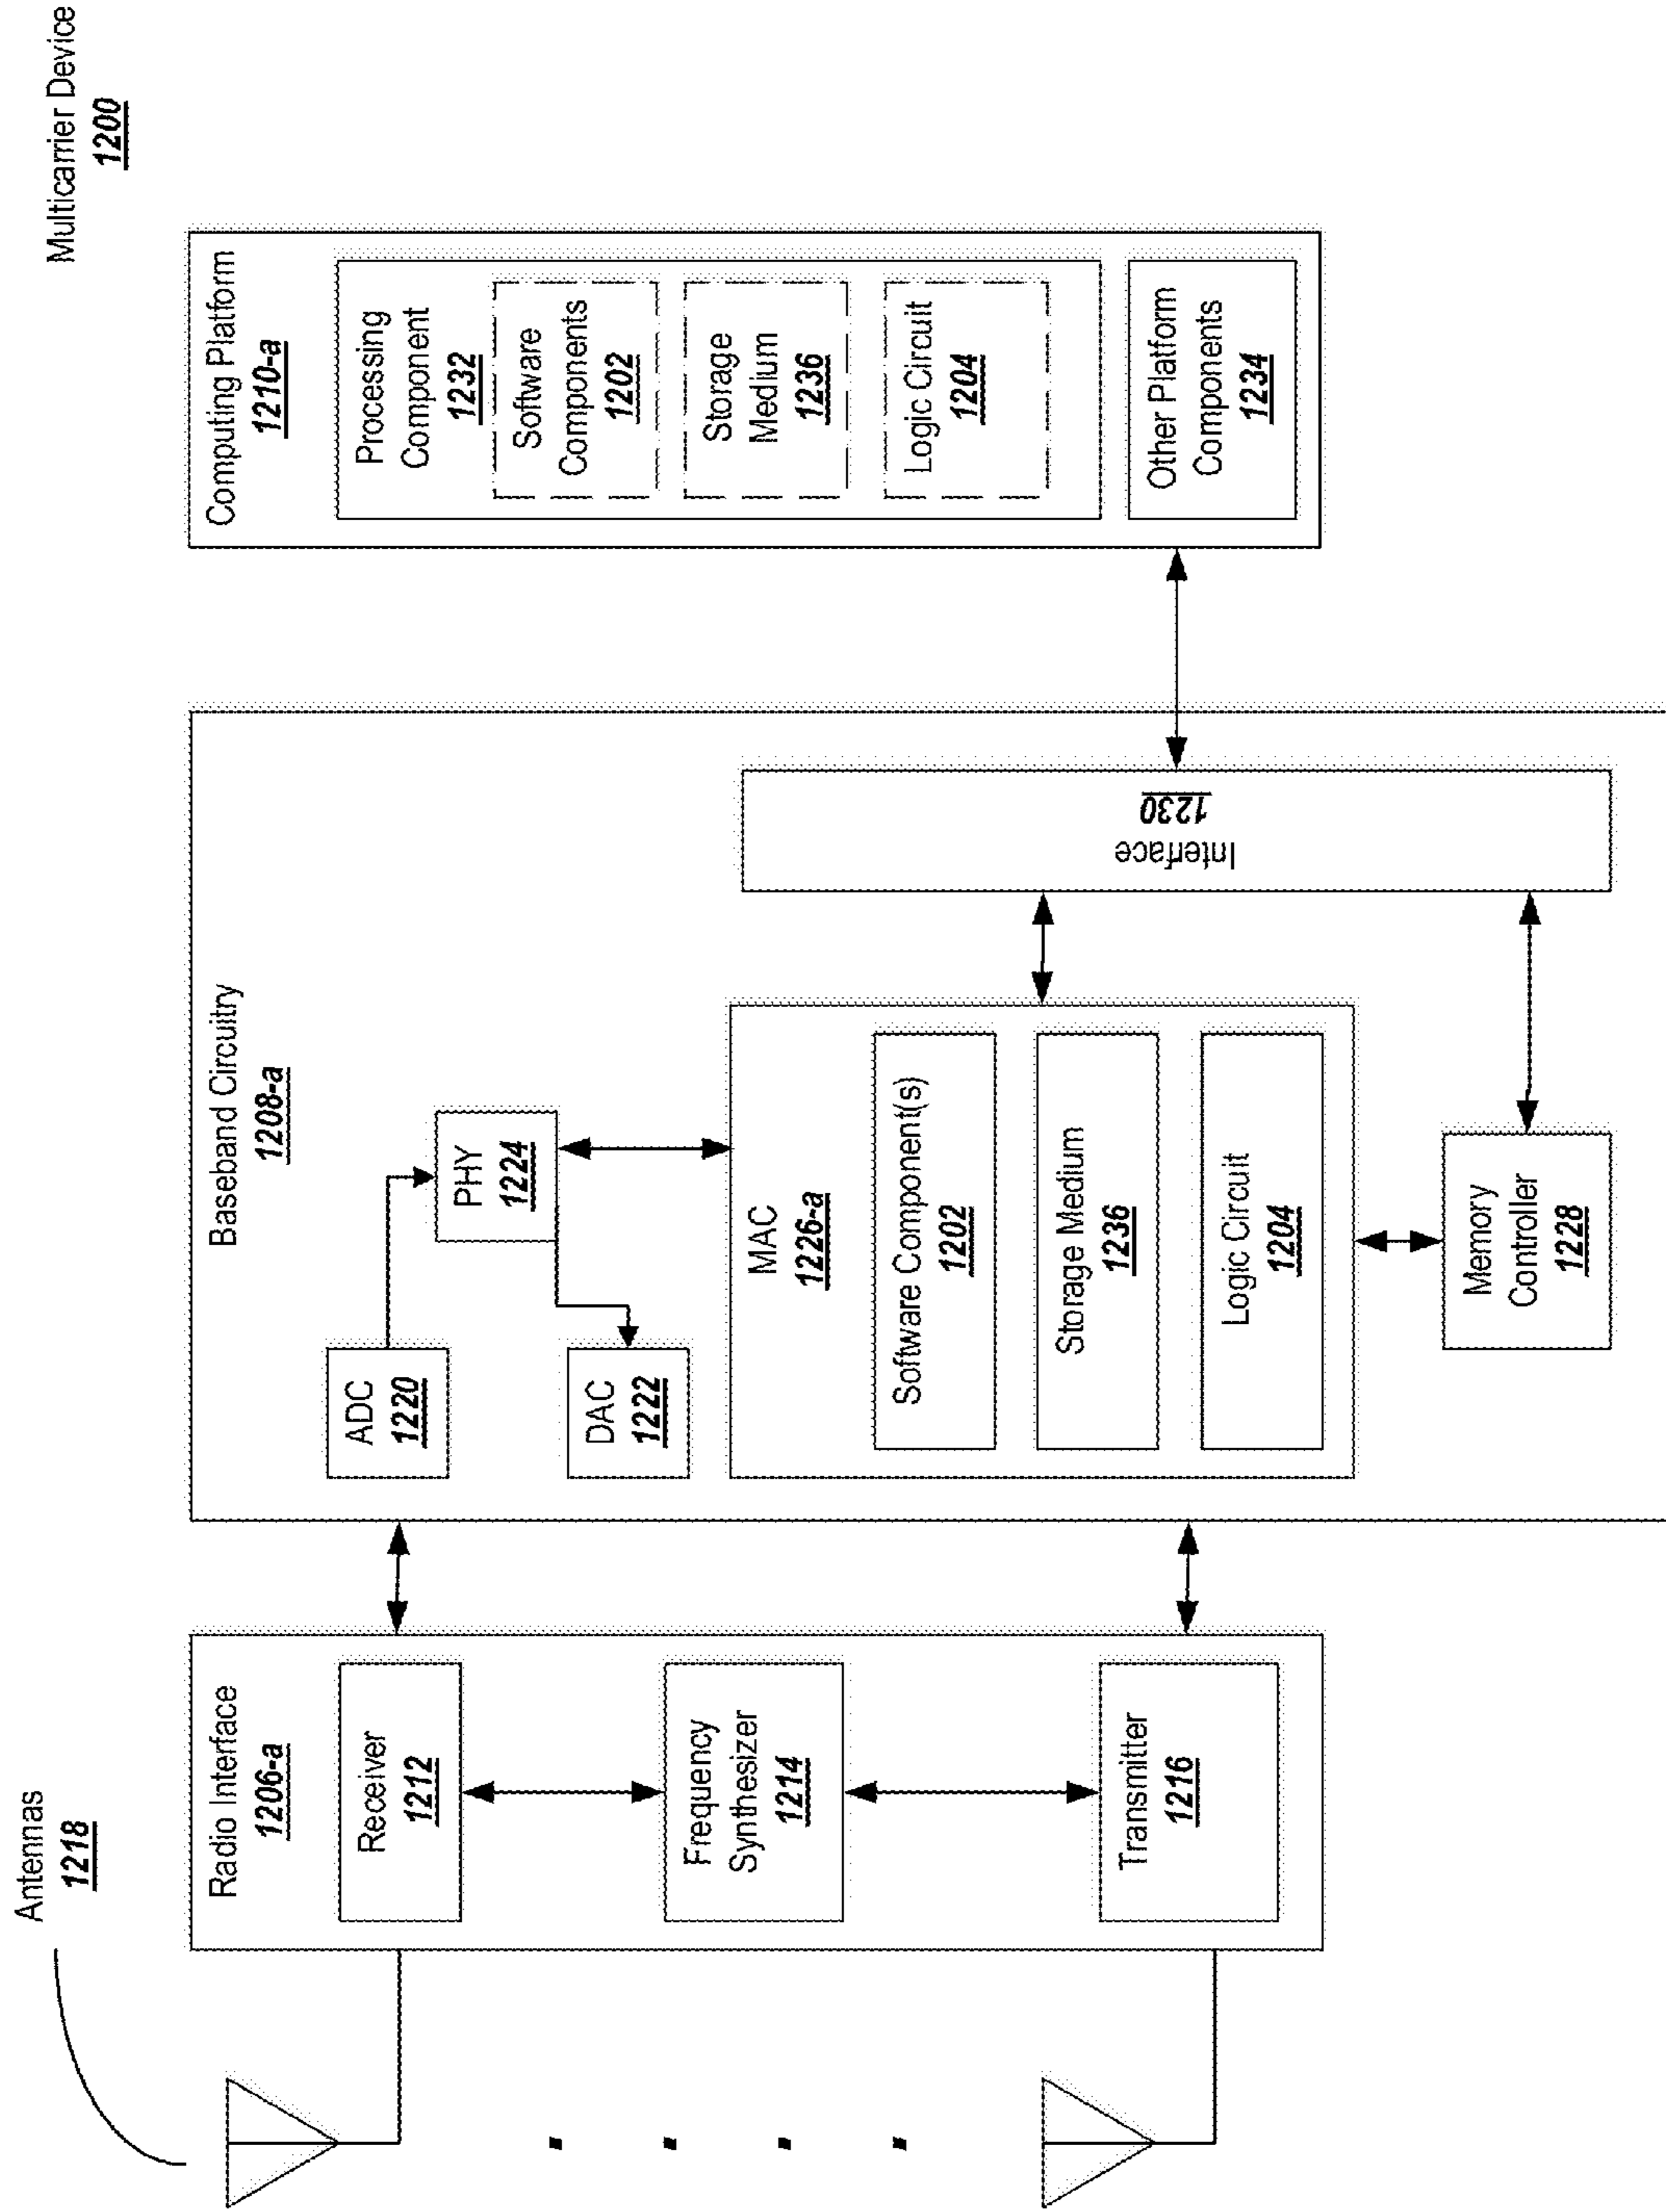 Multicarrier Device
1200
Antennas
1218
Radio Interface
1206-a
Receiver
1212
Frequency
Synthesizer
1214
Transmitter
1216
Baseband Circuitry
1208-a
ADC
1220
PHY
1224
DAC
1222
MAC
1226-a
Software Component(s)
1202
Storage Medium
1236
Logic Circuit
1204
Memory
Controller
1228
Interface
1230
Computing Platform
1210-a
Processing
Component
1232
Software
Components
1202
Storage
Medium
1236
Logic Circuit
1204
Other Platform
Components
1234